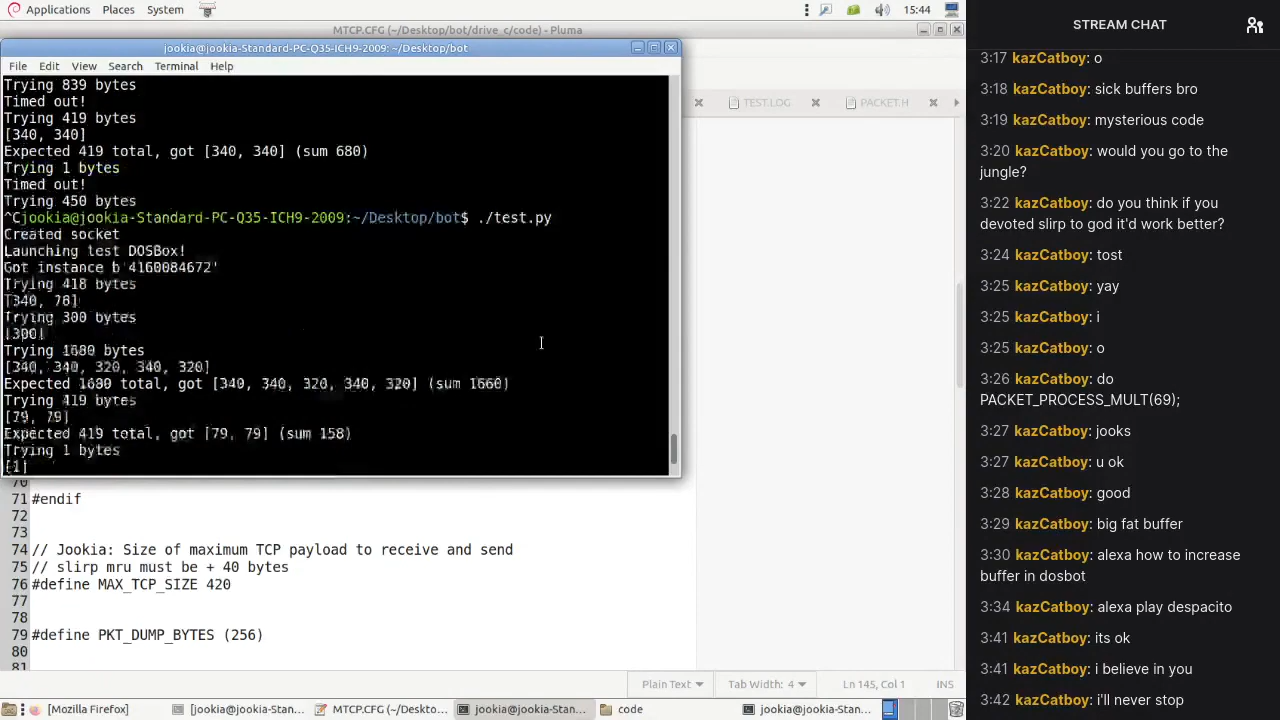 Applications Places System 15:44
MTCP.CFG (~/Desktop/bot/drive_c/code) - Pluma
jookia@jookia-Standard-PC-Q35-ICH9-2009: ~/Desktop/bot
File Edit View Search Terminal Help
TEST.LOG PACKET.H
Trying 839 bytes
Timed out!
Trying 419 bytes
[340, 340]
Expected 419 total, got [340, 340] (sum 680)
Trying 1 bytes
Timed out!
Trying 450 bytes
^Cjookia@jookia-Standard-PC-Q35-ICH9-2009:~/Desktop/bot$ ./test.py
Created socket
Launching test DOSBox!
Got instance b'4160084672'
Trying 418 bytes
[340, 78]
Trying 300 bytes
[300]
Trying 1680 bytes
[340, 340, 320, 340, 320]
Expected 1680 total, got [340, 340, 320, 340, 320] (sum 1660)
Trying 419 bytes
[79, 79]
Expected 419 total, got [79, 79] (sum 158)
Trying 1 bytes
[1]
70
71 #endif
72
73
74 // Jookia: Size of maximum TCP payload to receive and send
75 // slirp mru must be + 40 bytes
76 #define MAX_TCP_SIZE 420
77
78
79 #define PKT_DUMP_BYTES (256)
80
81
Plain Text Tab Width: 4 Ln 145, Col 1 INS
[Mozilla Firefox] [jookia@jookia-Stan... MTCP.CFG (~/Deskto... jookia@jookia-Stan... code jookia@jookia-Stan...
STREAM CHAT
3:17 kazCatboy: o
3:18 kazCatboy: sick buffers bro
3:19 kazCatboy: mysterious code
3:20 kazCatboy: would you go to the
jungle?
3:22 kazCatboy: do you think if you
devoted slirp to god it'd work better?
3:24 kazCatboy: tost
3:25 kazCatboy: yay
3:25 kazCatboy: i
3:25 kazCatboy: o
3:26 kazCatboy: do
PACKET_PROCESS_MULT(69);
3:27 kazCatboy: jooks
3:27 kazCatboy: u ok
3:28 kazCatboy: good
3:29 kazCatboy: big fat buffer
3:30 kazCatboy: alexa how to increase
buffer in dosbot
3:34 kazCatboy: alexa play despacito
3:41 kazCatboy: its ok
3:41 kazCatboy: i believe in you
3:42 kazCatboy: i'll never stop